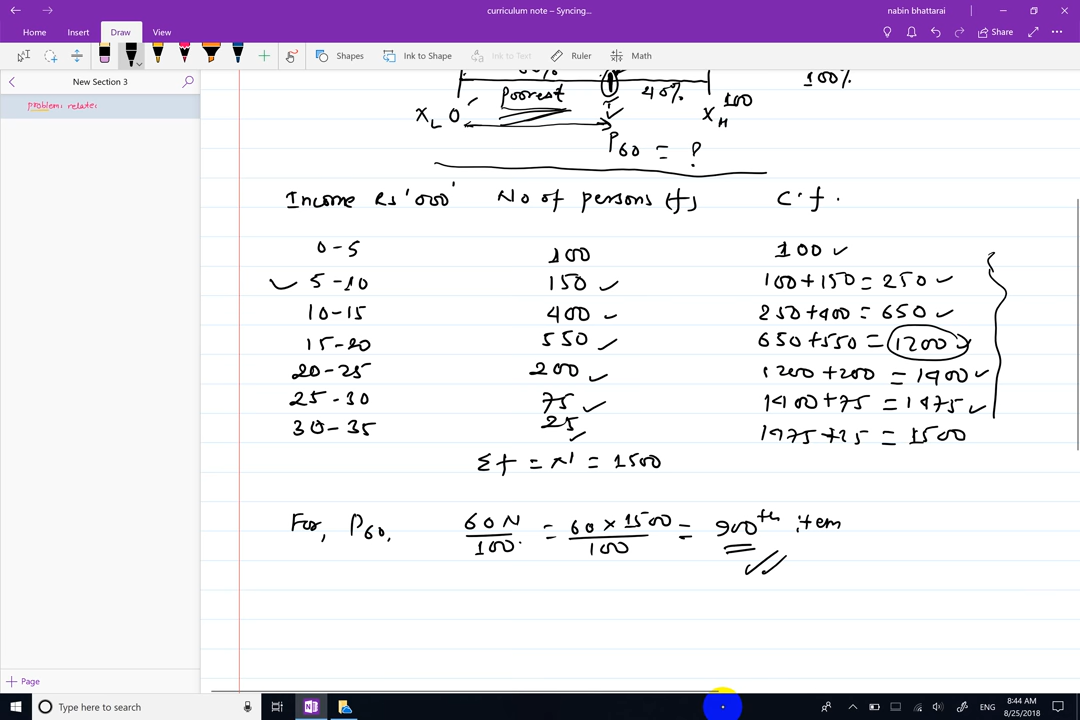 curriculum note – Syncing...
nabin bhattarai
Home Insert Draw View
Share
Shapes Ink to Shape Ink to Text Ruler Math
New Section 3
problems relate
40% 100%
poorest
XL 0 XH 100
P60 = ?
Income Rs '000' No of persons (f) C.f.
0-5 100 100
5-10 150 100+150=250
10-15 400 250+400=650
15-20 550 650+550=1200
20-25 200 1200+200=1400
25-30 75 1400+75=1475
30-35 25 1475+25=1500
Σf = N = 1500
For, P60, 60N/100 = 60×1500/100 = 900th item
+ Page
Type here to search
ENG 8:44 AM
8/25/2018